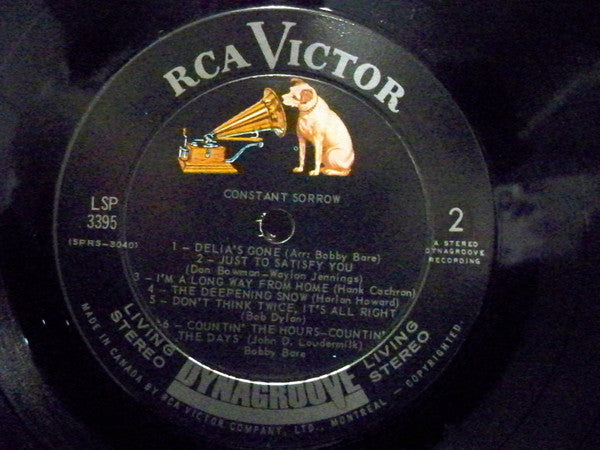 RCA VICTOR
CONSTANT SORROW
LSP
3395
(SPRS-3040)
2
A STEREO
DYNAGROOVE
RECORDING
1 - DELIA'S GONE (Arr: Bobby Bare)
2 - JUST TO SATISFY YOU
(Don Bowman-Waylon Jennings)
3 - I'M A LONG WAY FROM HOME (Hank Cochran)
4 - THE DEEPENING SNOW (Harlan Howard)
5 - DON'T THINK TWICE, IT'S ALL RIGHT
(Bob Dylan)
6 - COUNTIN' THE HOURS-COUNTIN'
THE DAYS (John D. Loudermilk)
Bobby Bare
LIVING STEREO
DYNAGROOVE
LIVING STEREO
MADE IN CANADA BY RCA VICTOR COMPANY, LTD., MONTREAL - COPYRIGHTED.